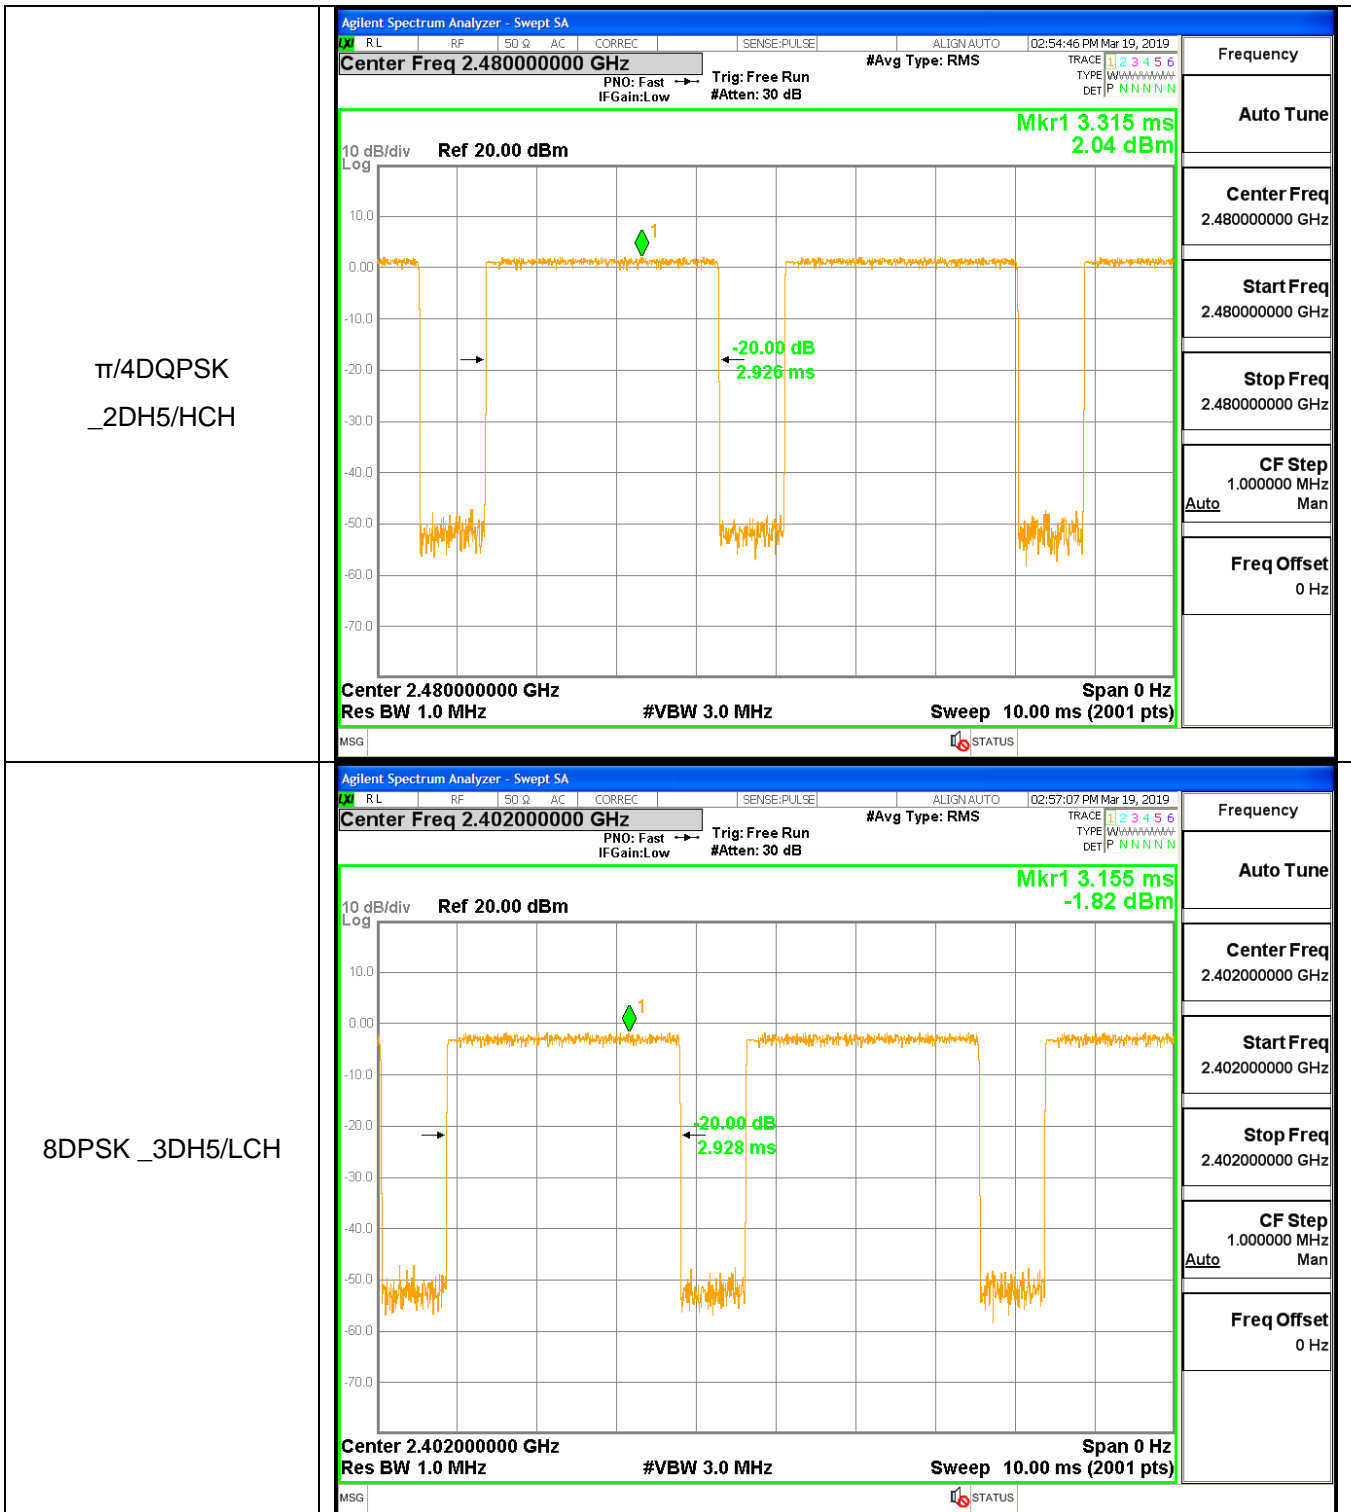 π/4DQPSK
_2DH5/HCH
Agilent Spectrum Analyzer - Swept SA
LXI RL RF 50 Ω AC CORREC SENSE:PULSE ALIGN AUTO 02:54:46 PM Mar 19, 2019
Center Freq 2.480000000 GHz
#Avg Type: RMS
TRACE 1 2 3 4 5 6
PNO: Fast
Trig: Free Run
TYPE
IFGain:Low
#Atten: 30 dB
DET P N N N N N
Mkr1 3.315 ms
2.04 dBm
10 dB/div
Ref 20.00 dBm
Log
10.0
1
0.00
-10.0
-20.00 dB
-20.0
2.926 ms
-30.0
-40.0
-50.0
-60.0
-70.0
Center 2.480000000 GHz
Span 0 Hz
Res BW 1.0 MHz
#VBW 3.0 MHz
Sweep 10.00 ms (2001 pts)
MSG
STATUS
Frequency
Auto Tune
Center Freq
2.480000000 GHz
Start Freq
2.480000000 GHz
Stop Freq
2.480000000 GHz
CF Step
1.000000 MHz
Auto Man
Freq Offset
0 Hz
8DPSK _3DH5/LCH
Agilent Spectrum Analyzer - Swept SA
LXI RL RF 50 Ω AC CORREC SENSE:PULSE ALIGN AUTO 02:57:07 PM Mar 19, 2019
Center Freq 2.402000000 GHz
#Avg Type: RMS
TRACE 1 2 3 4 5 6
PNO: Fast
Trig: Free Run
TYPE
IFGain:Low
#Atten: 30 dB
DET P N N N N N
Mkr1 3.155 ms
-1.82 dBm
10 dB/div
Ref 20.00 dBm
Log
10.0
1
0.00
-10.0
-20.00 dB
-20.0
2.928 ms
-30.0
-40.0
-50.0
-60.0
-70.0
Center 2.402000000 GHz
Span 0 Hz
Res BW 1.0 MHz
#VBW 3.0 MHz
Sweep 10.00 ms (2001 pts)
MSG
STATUS
Frequency
Auto Tune
Center Freq
2.402000000 GHz
Start Freq
2.402000000 GHz
Stop Freq
2.402000000 GHz
CF Step
1.000000 MHz
Auto Man
Freq Offset
0 Hz